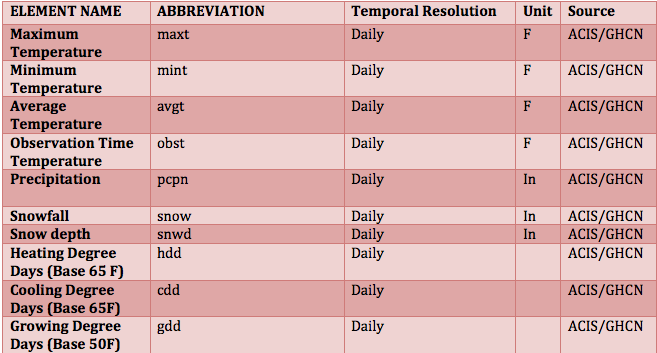 ELEMENT NAME ABBREVIATION Temporal Resolution Unit Source
Maximum Temperature maxt Daily F ACIS/GHCN
Minimum Temperature mint Daily F ACIS/GHCN
Average Temperature avgt Daily F ACIS/GHCN
Observation Time Temperature obst Daily F ACIS/GHCN
Precipitation pcpn Daily In ACIS/GHCN
Snowfall snow Daily In ACIS/GHCN
Snow depth snwd Daily In ACIS/GHCN
Heating Degree Days (Base 65 F) hdd Daily ACIS/GHCN
Cooling Degree Days (Base 65F) cdd Daily ACIS/GHCN
Growing Degree Days (Base 50F) gdd Daily ACIS/GHCN